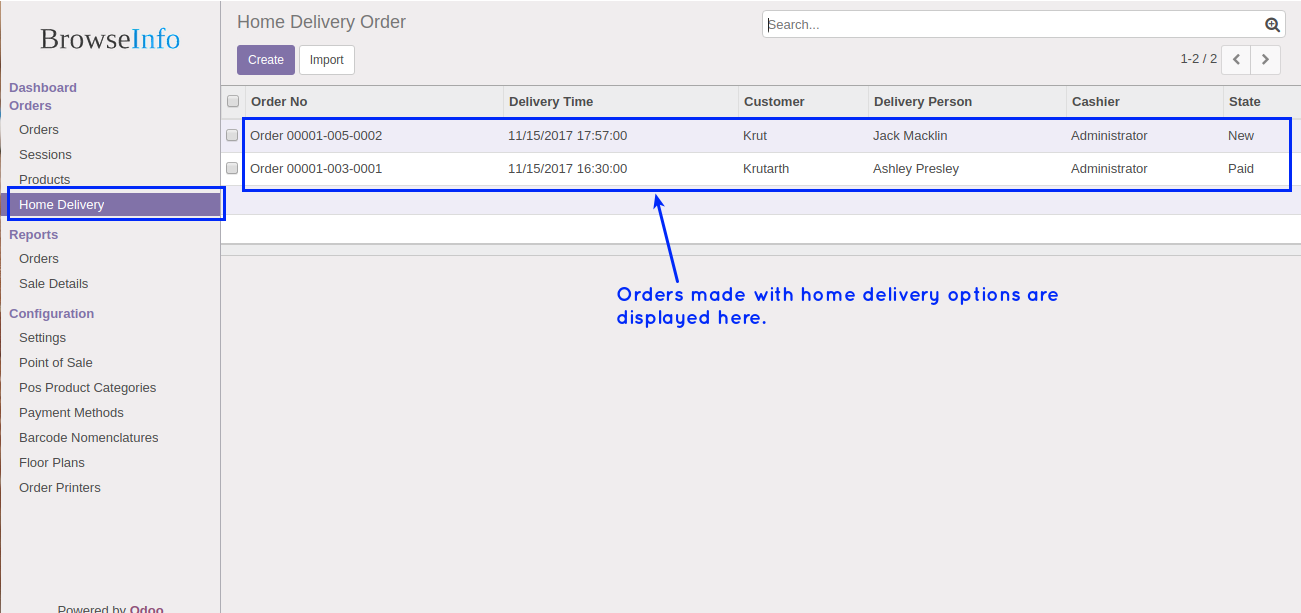 BrowseInfo
Dashboard
Orders
Orders
Sessions
Products
Home Delivery
Reports
Orders
Sale Details
Configuration
Settings
Point of Sale
Pos Product Categories
Payment Methods
Barcode Nomenclatures
Floor Plans
Order Printers
Powered by Odoo
Home Delivery Order
Search...
Create Import
1-2 / 2
Order No Delivery Time Customer Delivery Person Cashier State
Order 00001-005-0002 11/15/2017 17:57:00 Krut Jack Macklin Administrator New
Order 00001-003-0001 11/15/2017 16:30:00 Krutarth Ashley Presley Administrator Paid
Orders made with home delivery options are
displayed here.